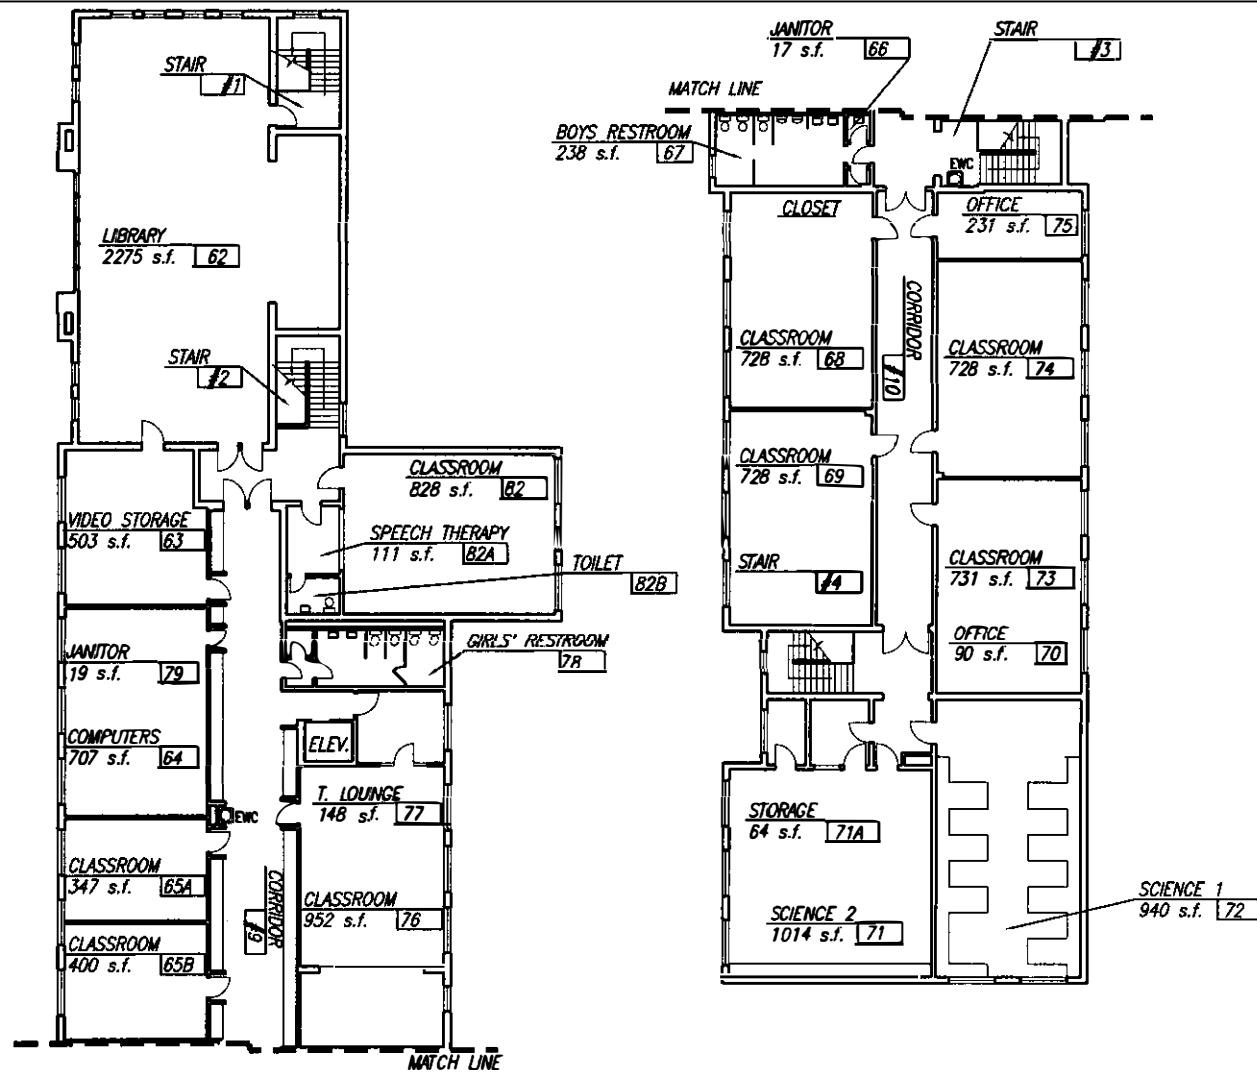 STAIR
#1
LIBRARY
2275 s.f. 62
STAIR
#2
CLASSROOM
828 s.f. 82
VIDEO STORAGE
503 s.f. 63
SPEECH THERAPY
111 s.f. 82A
TOILET
82B
GIRLS' RESTROOM
78
JANITOR
19 s.f. 79
COMPUTERS
707 s.f. 64
ELEV.
T. LOUNGE
148 s.f. 77
EWC
CLASSROOM
347 s.f. 65A
CORRIDOR
#9
CLASSROOM
952 s.f. 76
CLASSROOM
400 s.f. 65B
MATCH LINE
JANITOR
17 s.f. 66
STAIR
#3
MATCH LINE
BOYS RESTROOM
238 s.f. 67
EWC
CLOSET
OFFICE
231 s.f. 75
CORRIDOR
#10
CLASSROOM
728 s.f. 68
CLASSROOM
728 s.f. 74
CLASSROOM
728 s.f. 69
STAIR
#4
CLASSROOM
731 s.f. 73
OFFICE
90 s.f. 70
STORAGE
64 s.f. 71A
SCIENCE 2
1014 s.f. 71
SCIENCE 1
940 s.f. 72